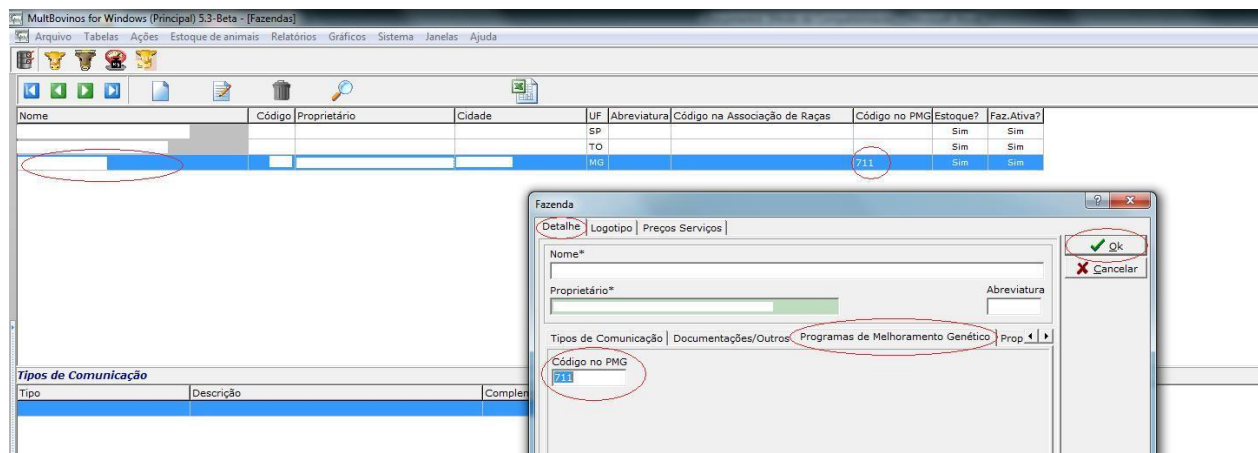 MultBovinos for Windows (Principal) 5.3-Beta - [Fazendas]
Arquivo Tabelas Ações Estoque de animais Relatórios Gráficos Sistema Janelas Ajuda
Nome Código Proprietário Cidade UF Abreviatura Código na Associação de Raças Código no PMG Estoque? Faz.Ativa?
SP Sim Sim
TO Sim Sim
MG 711 Sim Sim
Fazenda
Detalhe Logotipo Preços Serviços
Ok
Nome*
Cancelar
Proprietário* Abreviatura
Tipos de Comunicação Documentações/Outros Programas de Melhoramento Genético Prop
Código no PMG
711
Tipos de Comunicação
Tipo Descrição Complem